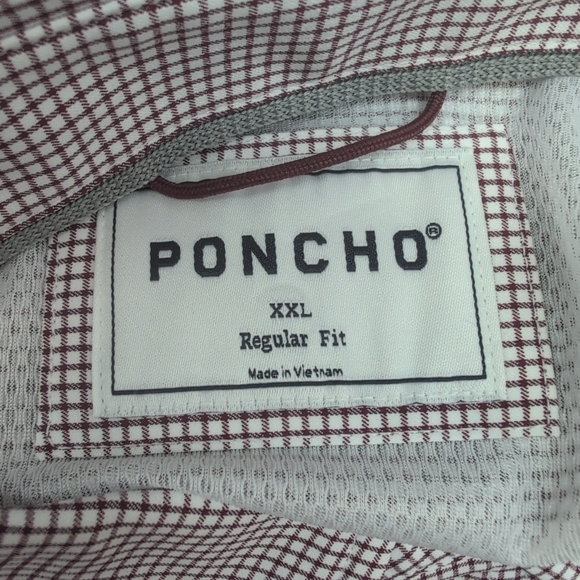 PONCHO®
XXL
Regular Fit
Made in Vietnam